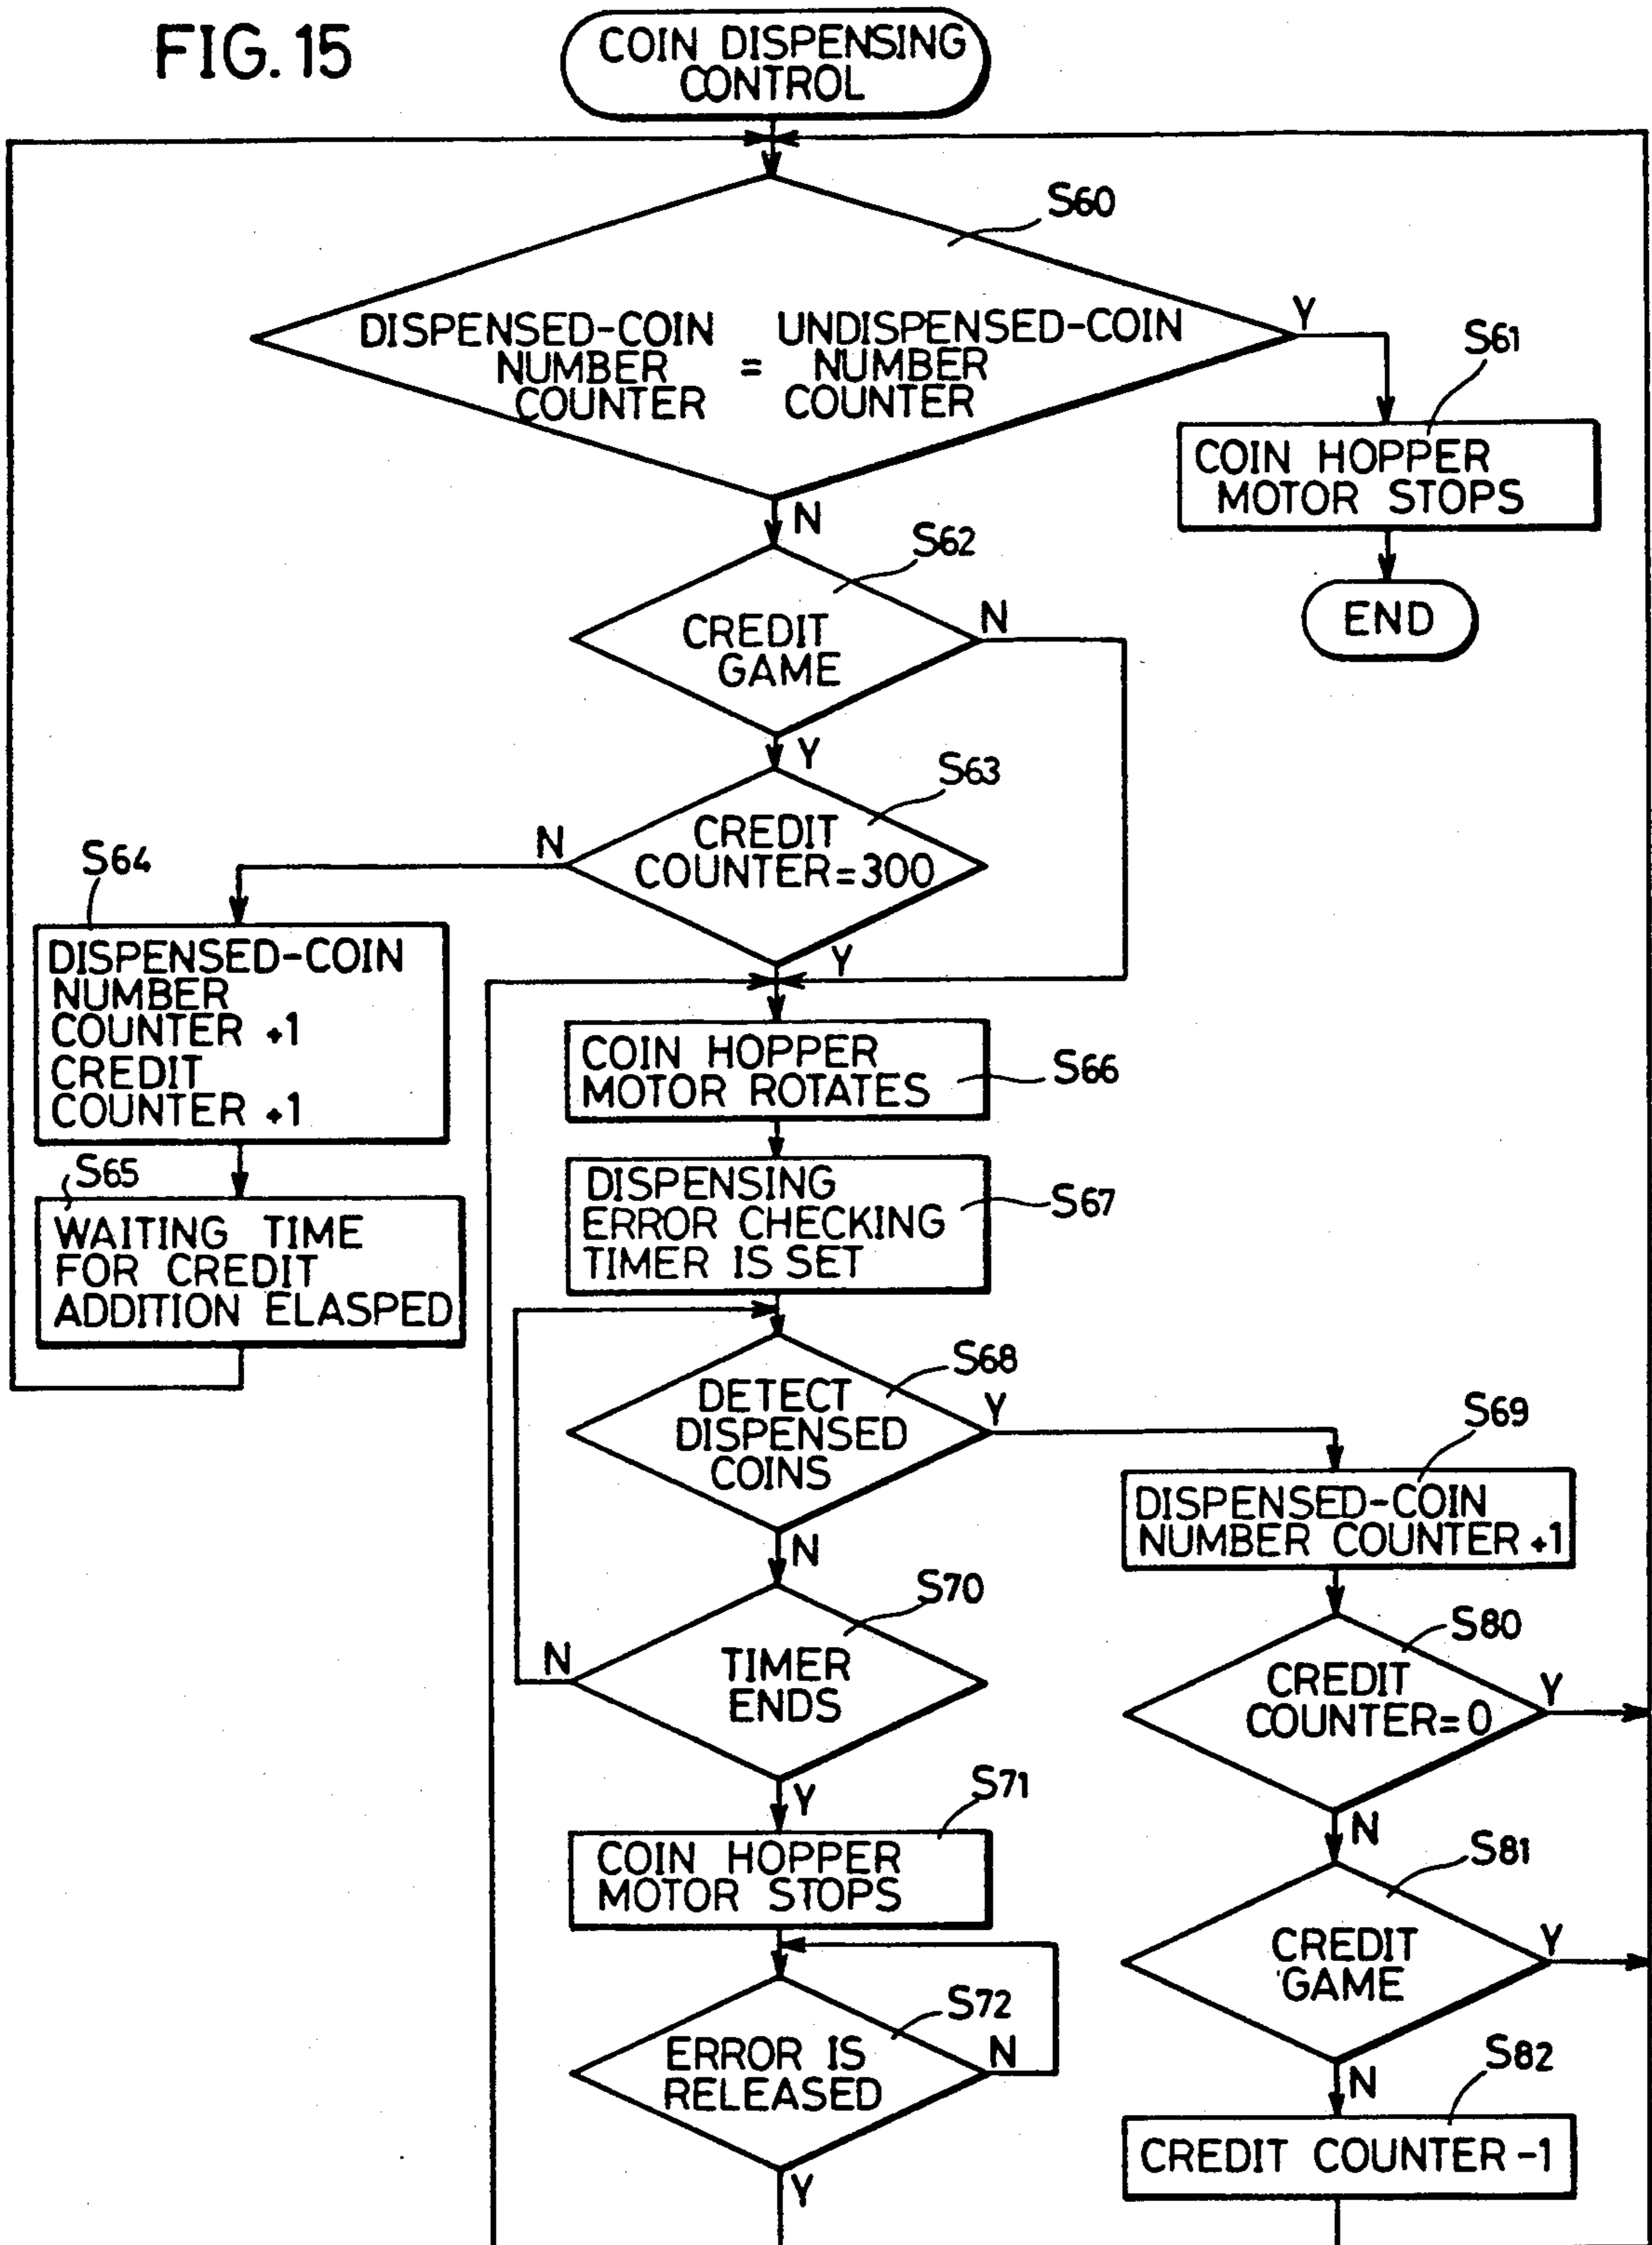 FIG. 15
COIN DISPENSING
CONTROL
S60
DISPENSED-COIN
NUMBER
COUNTER
=
UNDISPENSED-COIN
NUMBER
COUNTER
Y
N
S61
COIN HOPPER
MOTOR STOPS
END
S62
CREDIT
GAME
N
Y
S63
CREDIT
COUNTER=300
N
Y
S64
DISPENSED-COIN
NUMBER
COUNTER +1
CREDIT
COUNTER +1
S65
WAITING TIME
FOR CREDIT
ADDITION ELASPED
COIN HOPPER
MOTOR ROTATES
S66
DISPENSING
ERROR CHECKING
TIMER IS SET
S67
S68
DETECT
DISPENSED
COINS
Y
N
S69
DISPENSED-COIN
NUMBER COUNTER +1
S70
TIMER
ENDS
N
Y
S80
CREDIT
COUNTER=0
Y
N
S71
COIN HOPPER
MOTOR STOPS
S81
CREDIT
GAME
Y
N
S72
ERROR IS
RELEASED
N
Y
S82
CREDIT COUNTER -1